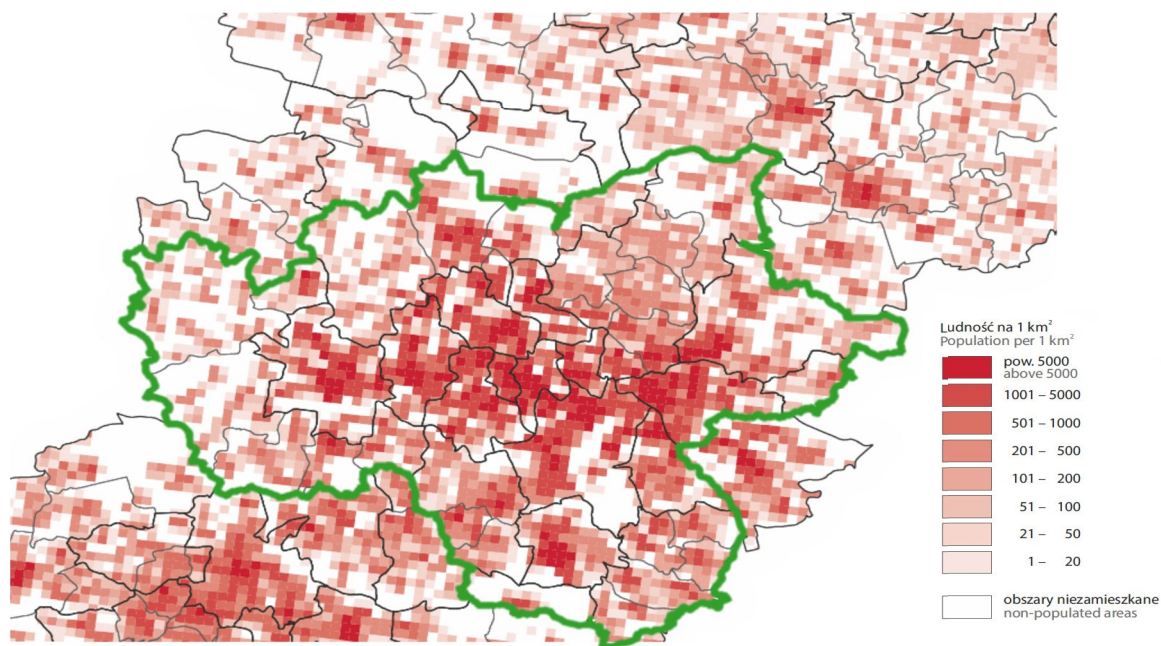 Ludność na 1 km²
Population per 1 km²
pow. 5000
above 5000
1001 – 5000
501 – 1000
201 – 500
101 – 200
51 – 100
21 – 50
1 – 20
obszary niezamieszkane
non-populated areas